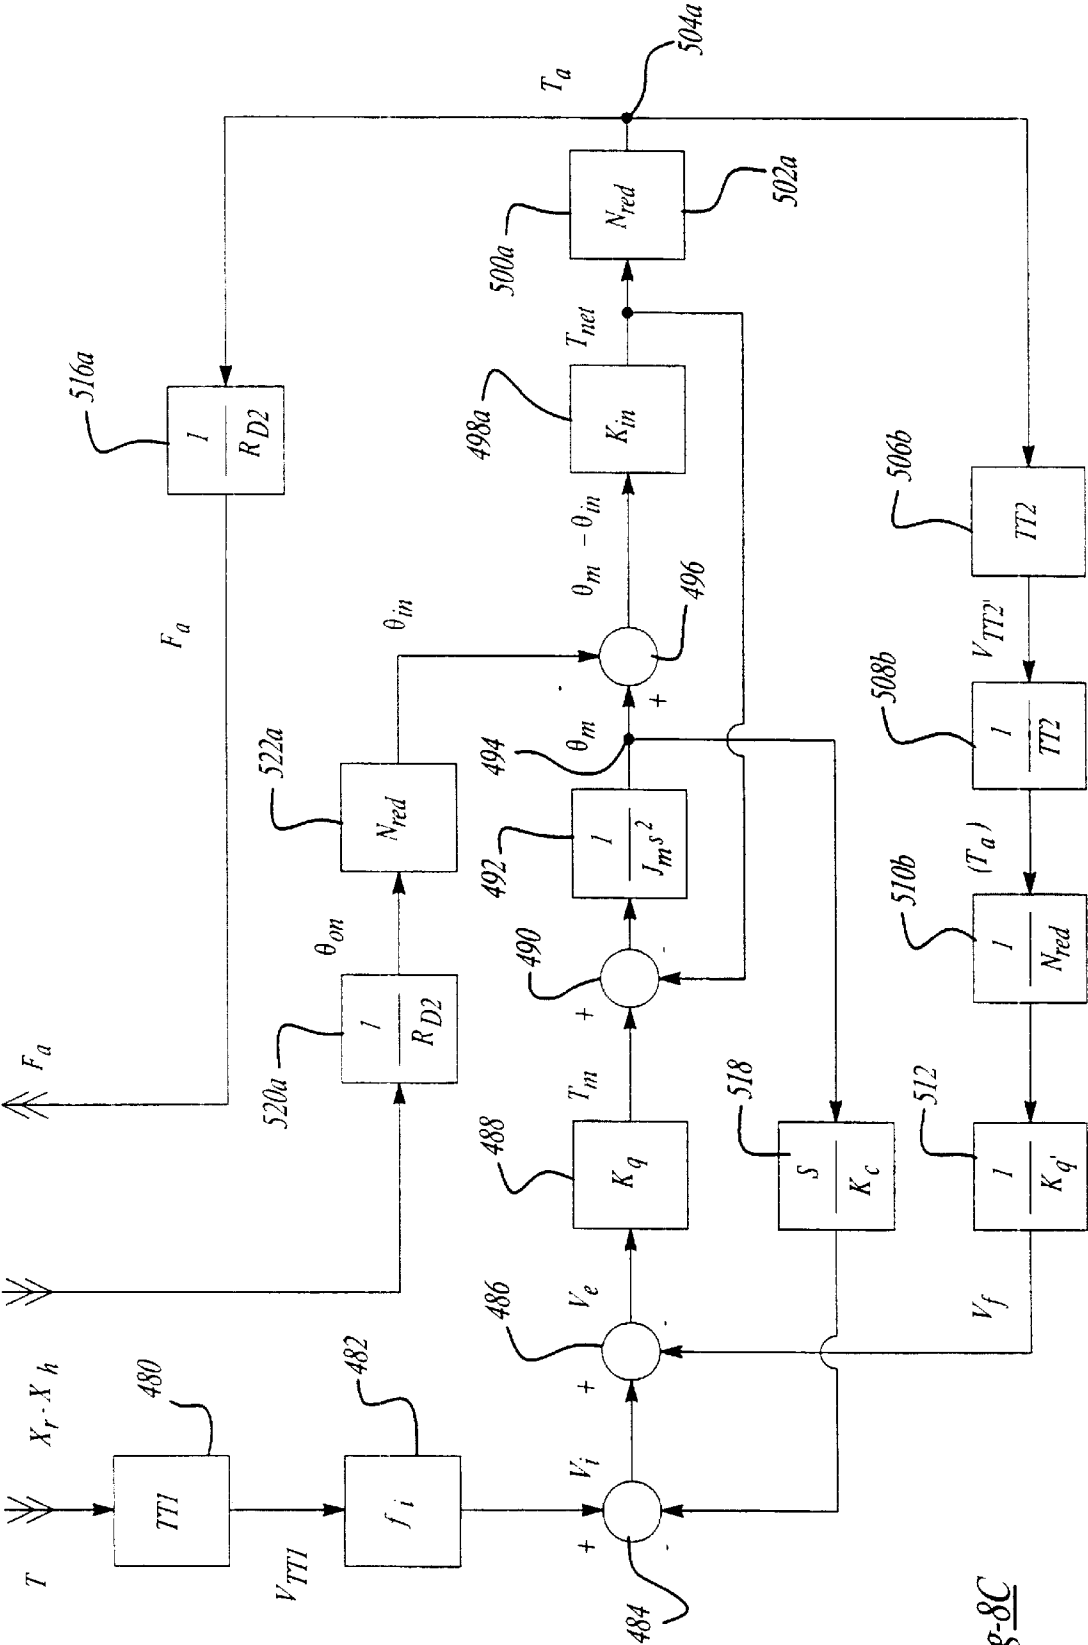 T
X_r - X_h
F_a
F_a
T_a
480
TT1
V_TT1
482
f_i
484
+
-
V_i
486
+
-
V_e
488
K_q
T_m
490
+
-
492
1
J_m s^2
494
θ_m
496
+
-
θ_m - θ_in
498a
K_in
T_net
500a
N_red
502a
504a
516a
1
R_D2
520a
1
R_D2
θ_on
522a
N_red
θ_in
518
S
K_c
506b
TT2
V_TT2'
508b
1
TT2
(T_a)
510b
1
N_red
512
1
K_q'
V_f
g-8C